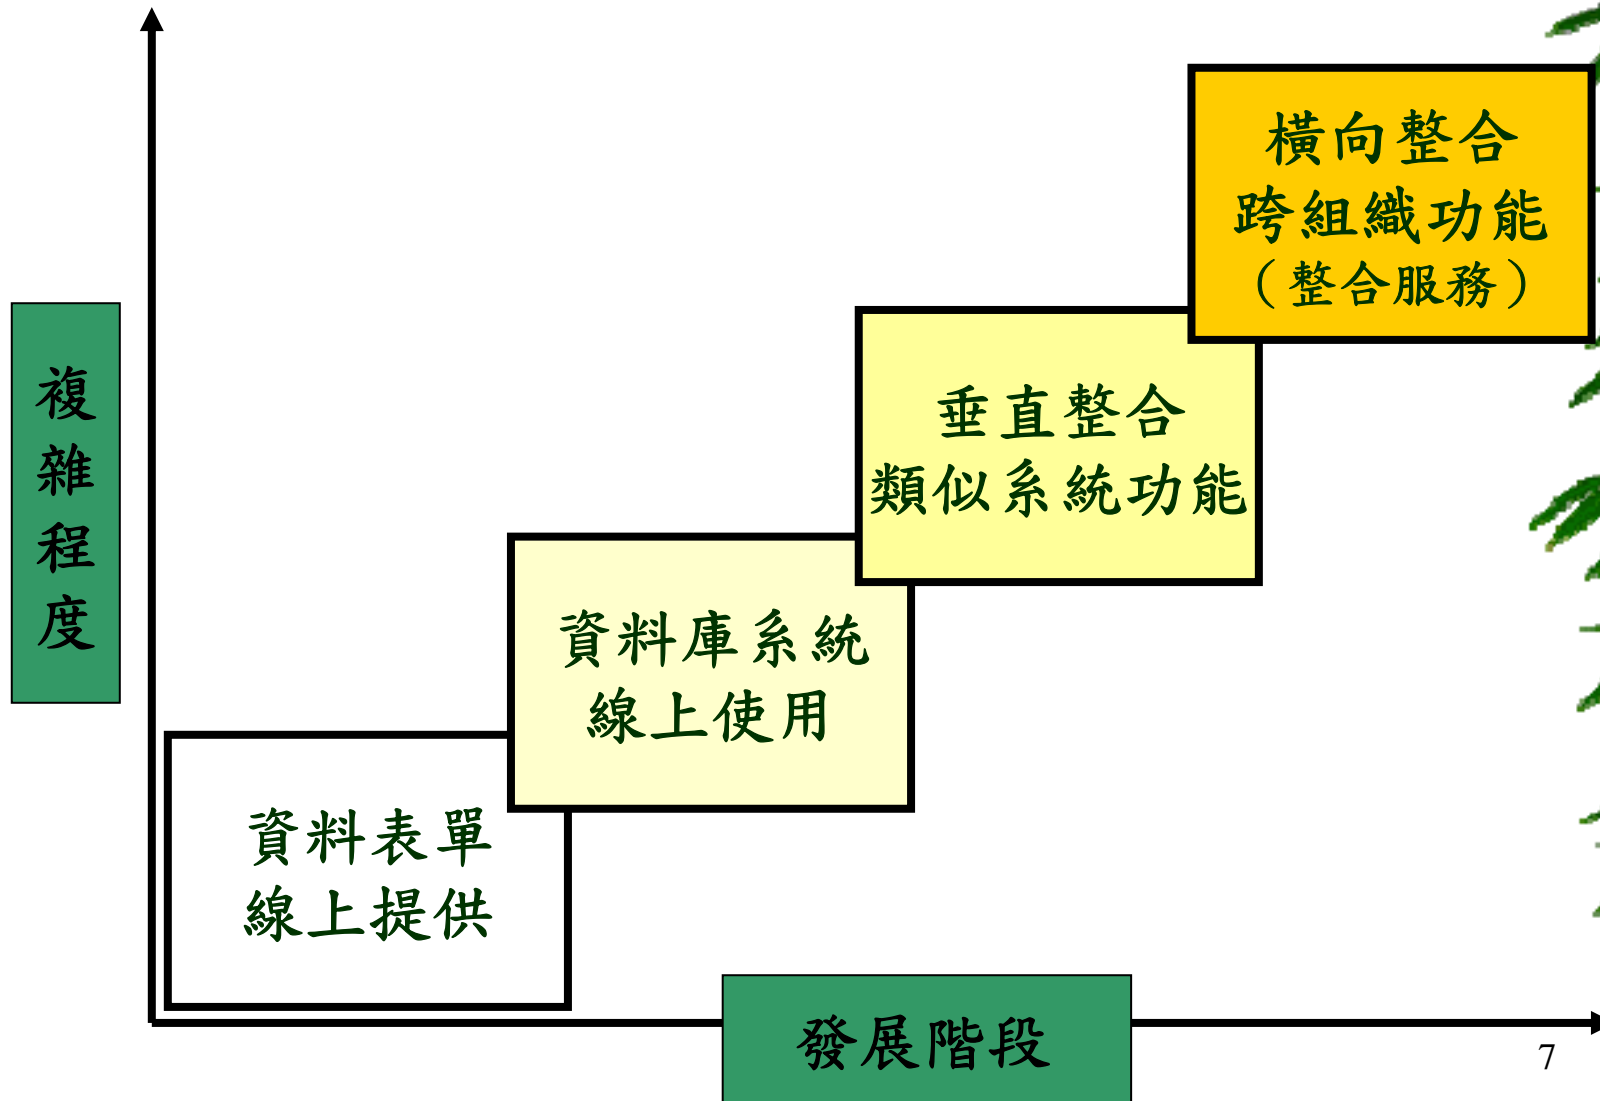 橫向整合
跨組織功能
（整合服務）
垂直整合
類似系統功能
複雜程度
資料庫系統
線上使用
資料表單
線上提供
發展階段
7